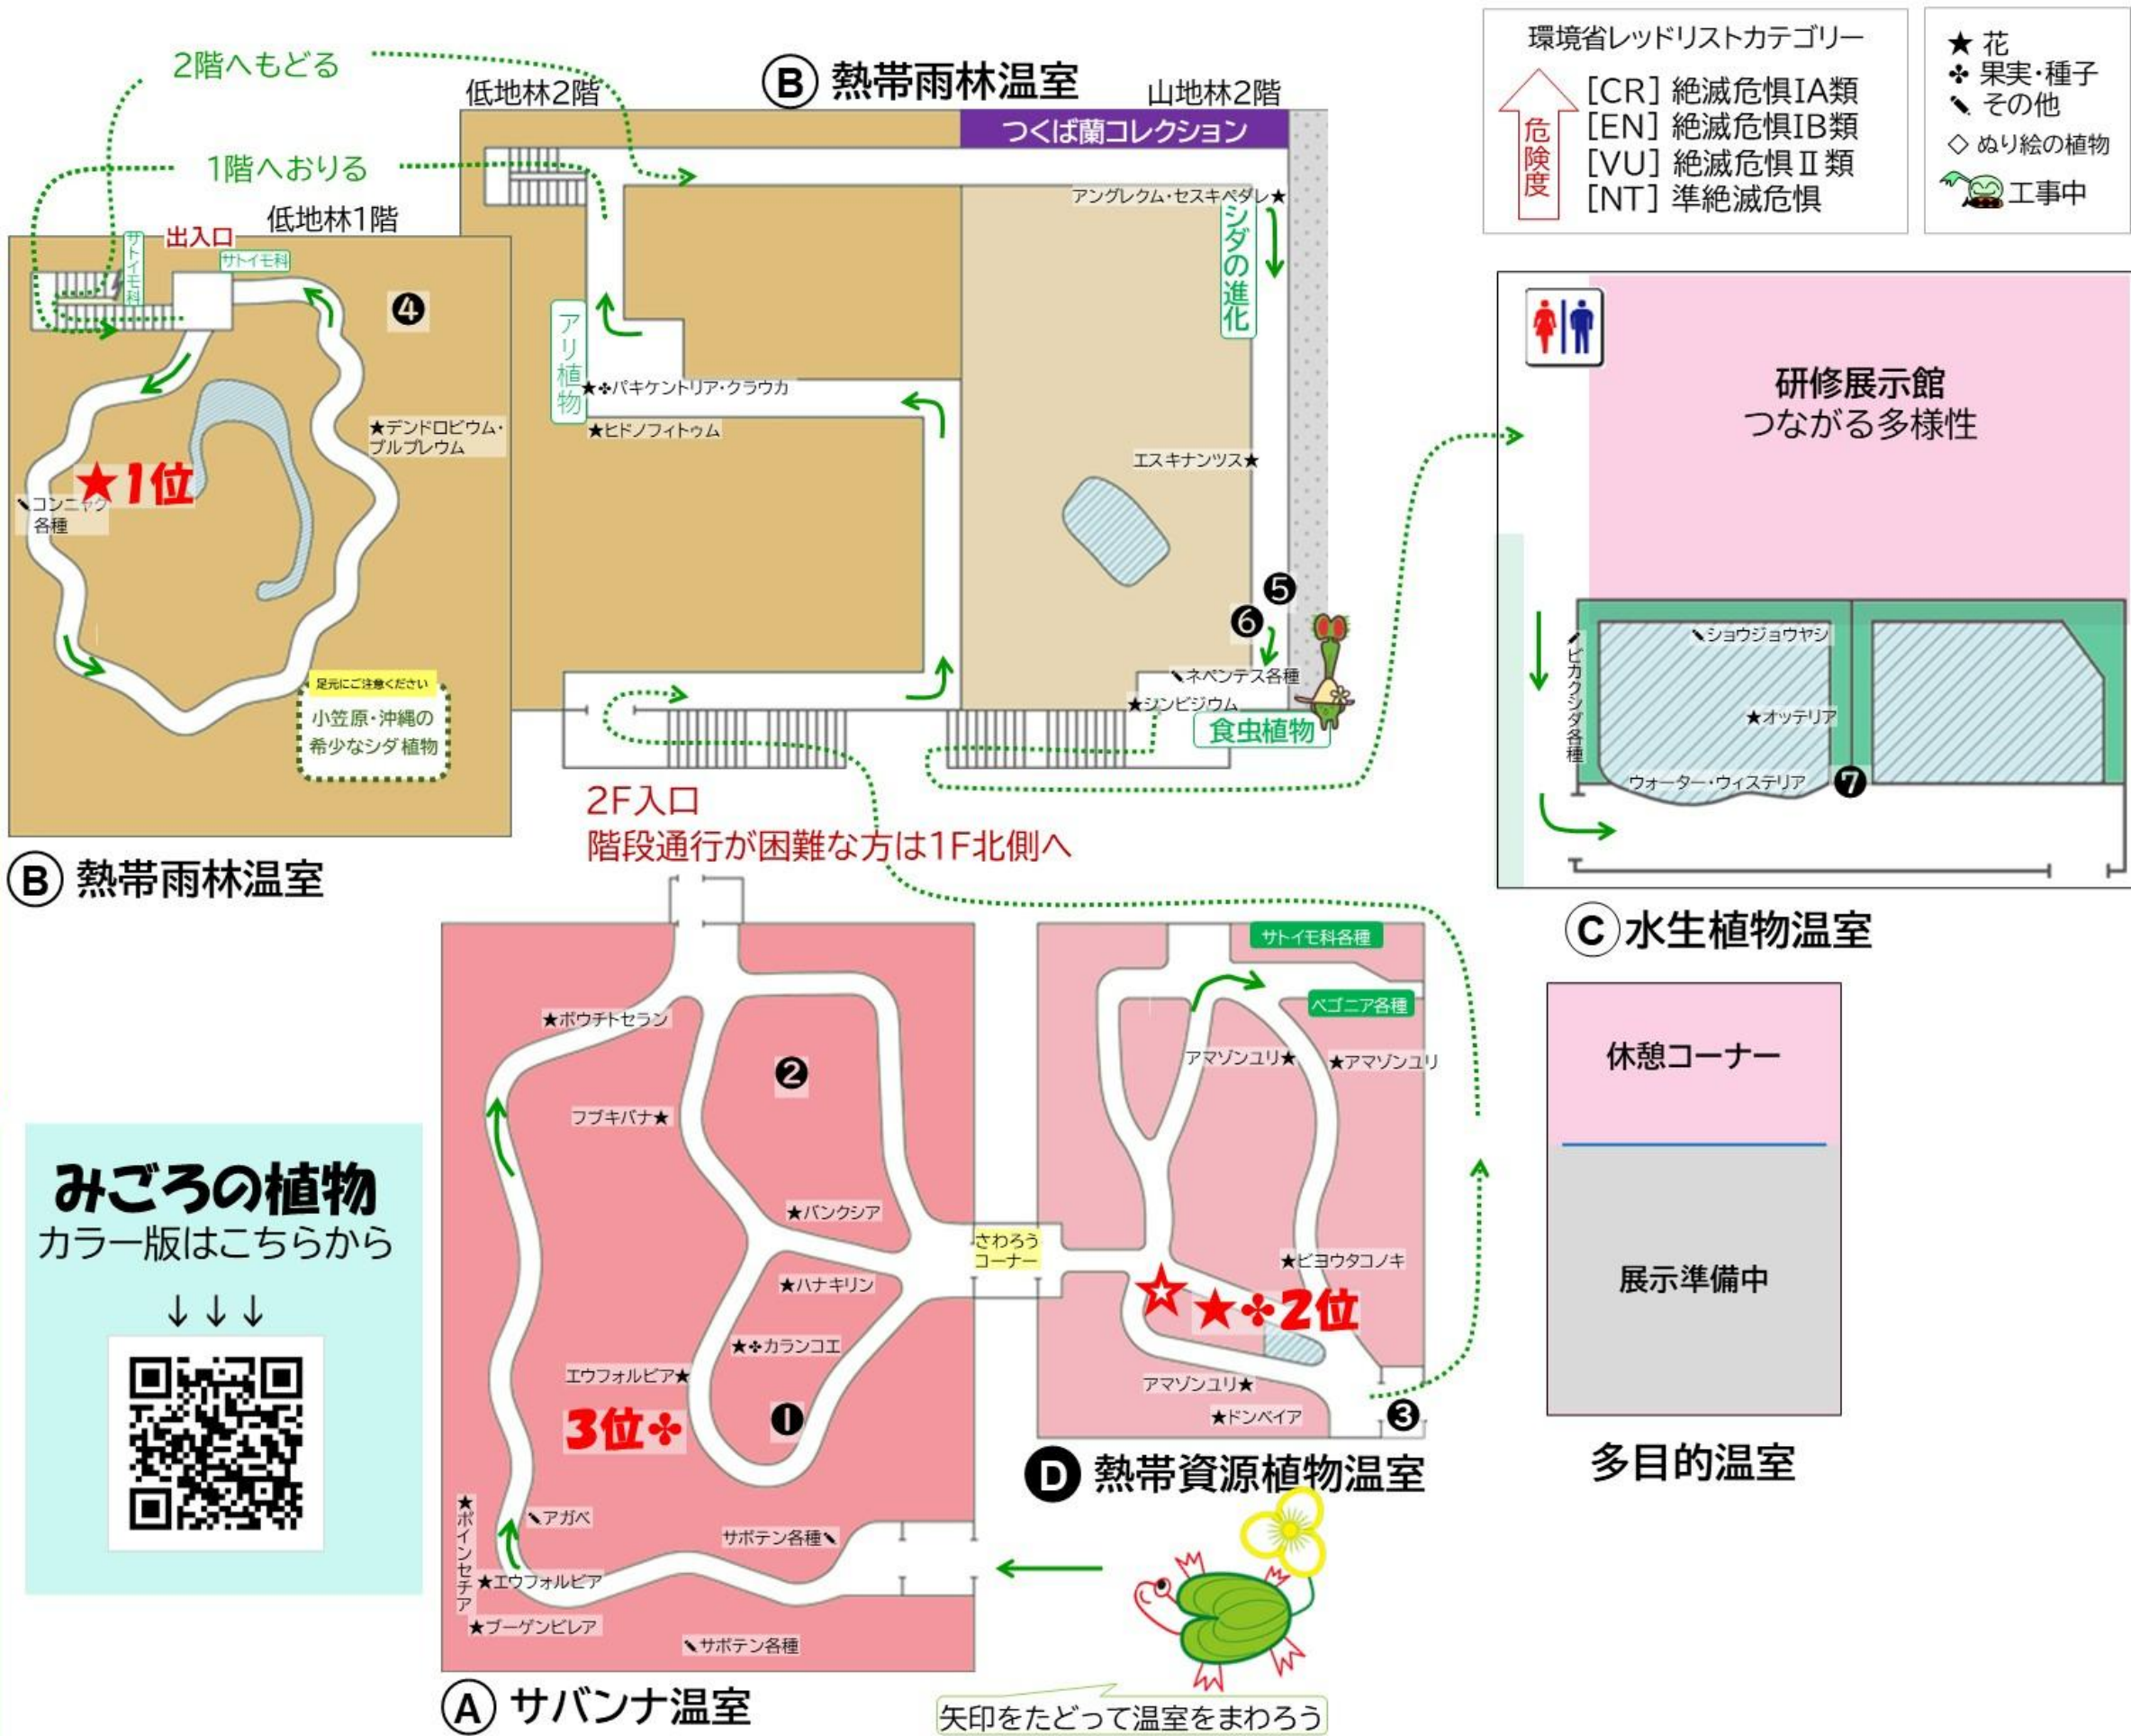 2階へもどる
1階へおりる
低地林2階
Ⓑ 熱帯雨林温室
山地林2階
つくば蘭コレクション
アングレクム・セスキペダレ★
シダの進化
アリ植物
★✤パキケントリア・クラウカ
★ヒドノフィトゥム
エスキナンツス★
❺
❻
✎ネペンテス各種
★シンビジウム
食虫植物
低地林1階
出入口
サトイモ科
サトイモ科
❹
★デンドロビウム・
プルプレウム
★1位
✎コンニャク
各種
足元にご注意ください
小笠原・沖縄の
希少なシダ植物
Ⓑ 熱帯雨林温室
2F入口
階段通行が困難な方は1F北側へ
環境省レッドリストカテゴリー
危険度
[CR] 絶滅危惧IA類
[EN] 絶滅危惧IB類
[VU] 絶滅危惧Ⅱ類
[NT] 準絶滅危惧
★ 花
✤ 果実・種子
✎ その他
◇ ぬり絵の植物
工事中
研修展示館
つながる多様性
✎ビカクシダ各種
✎ショウジョウヤシ
★オッテリア
ウォーター・ウィステリア
❼
Ⓒ水生植物温室
休憩コーナー
展示準備中
多目的温室
みごろの植物
カラー版はこちらから
↓↓↓
★ボウチトセラン
❷
フブキバナ★
★バンクシア
★ハナキリン
★✤カランコエ
エウフォルビア★
3位✤
❶
✎アガベ
サボテン各種✎
★ポインセチア
★エウフォルビア
★ブーゲンビレア
✎サボテン各種
Ⓐ サバンナ温室
さわろう
コーナー
サトイモ科各種
ベゴニア各種
アマゾンユリ★
★アマゾンユリ
★ビヨウタコノキ
☆ ★✤2位
アマゾンユリ★
★ドンベイア
❸
🅓 熱帯資源植物温室
矢印をたどって温室をまわろう